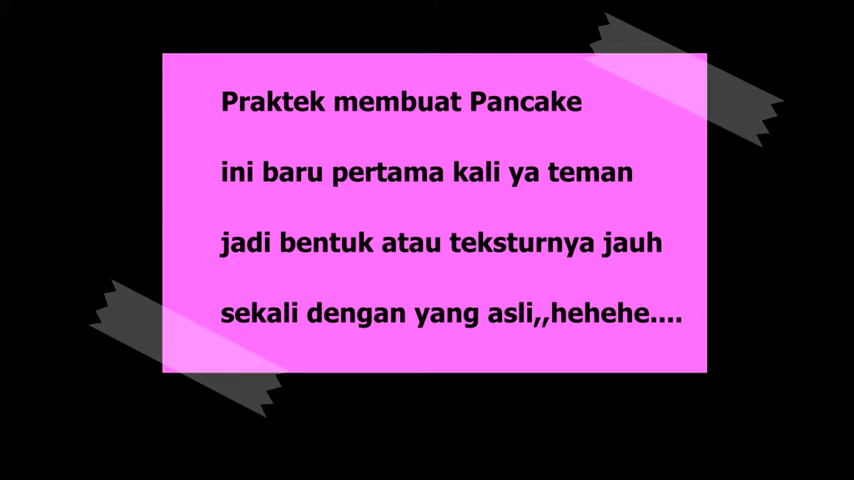 Praktek membuat Pancake
ini baru pertama kali ya teman
jadi bentuk atau teksturnya jauh
sekali dengan yang asli,,hehehe....